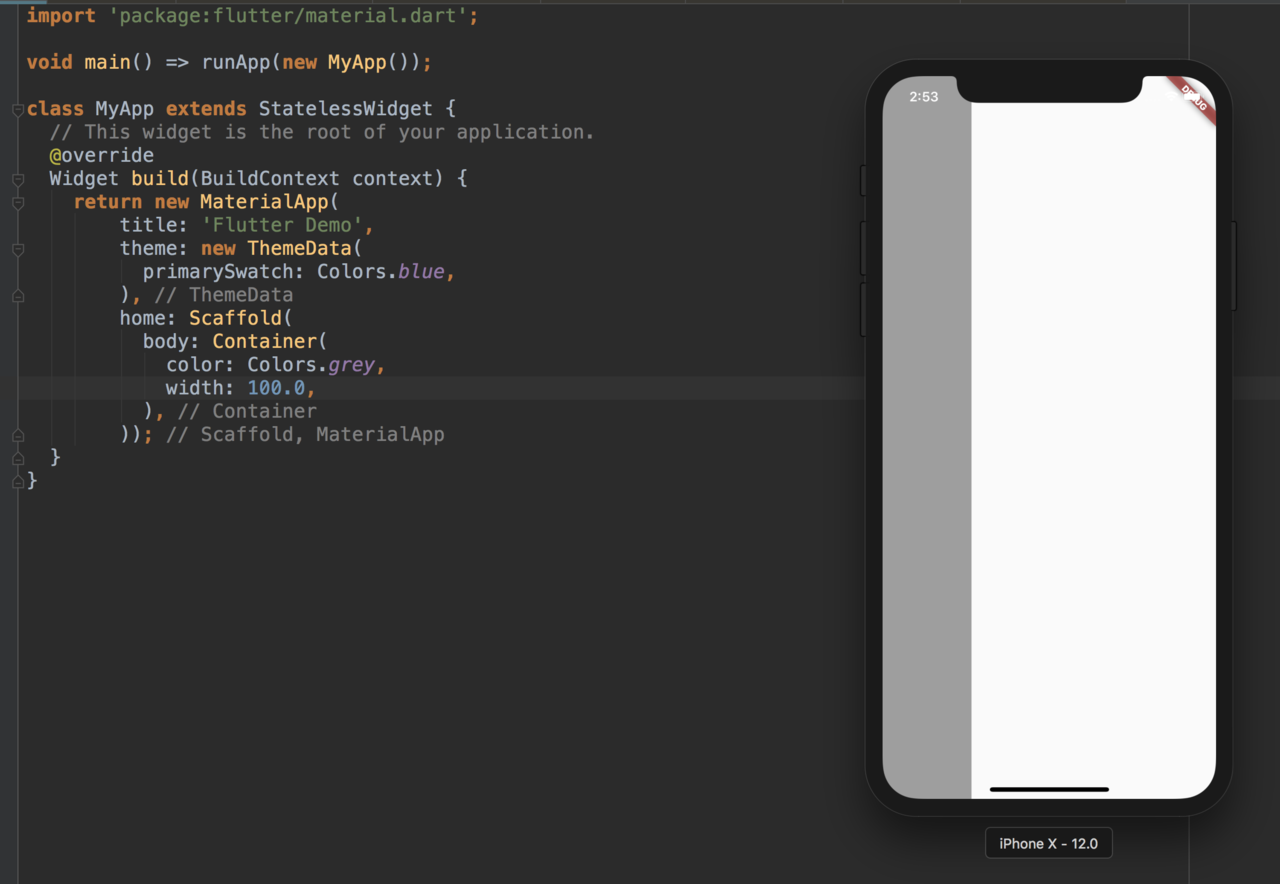 import 'package:flutter/material.dart';
void main() => runApp(new MyApp());
class MyApp extends StatelessWidget {
// This widget is the root of your application.
@override
Widget build(BuildContext context) {
return new MaterialApp(
title: 'Flutter Demo',
theme: new ThemeData(
primarySwatch: Colors.blue,
), // ThemeData
home: Scaffold(
body: Container(
color: Colors.grey,
width: 100.0,
), // Container
)); // Scaffold, MaterialApp
}
}
2:53
DEBUG
iPhone X - 12.0